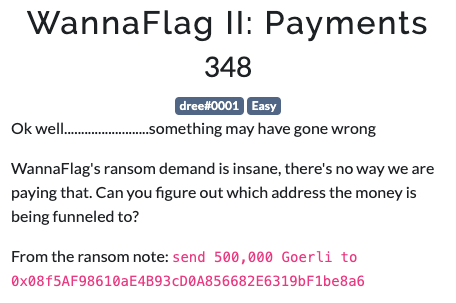 WannaFlag II: Payments
348
dree#0001 Easy
Ok well.........................something may have gone wrong
WannaFlag's ransom demand is insane, there's no way we are
paying that. Can you figure out which address the money is
being funneled to?
From the ransom note: send 500,000 Goerli to
0x08f5AF98610aE4B93cD0A856682E6319bF1be8a6